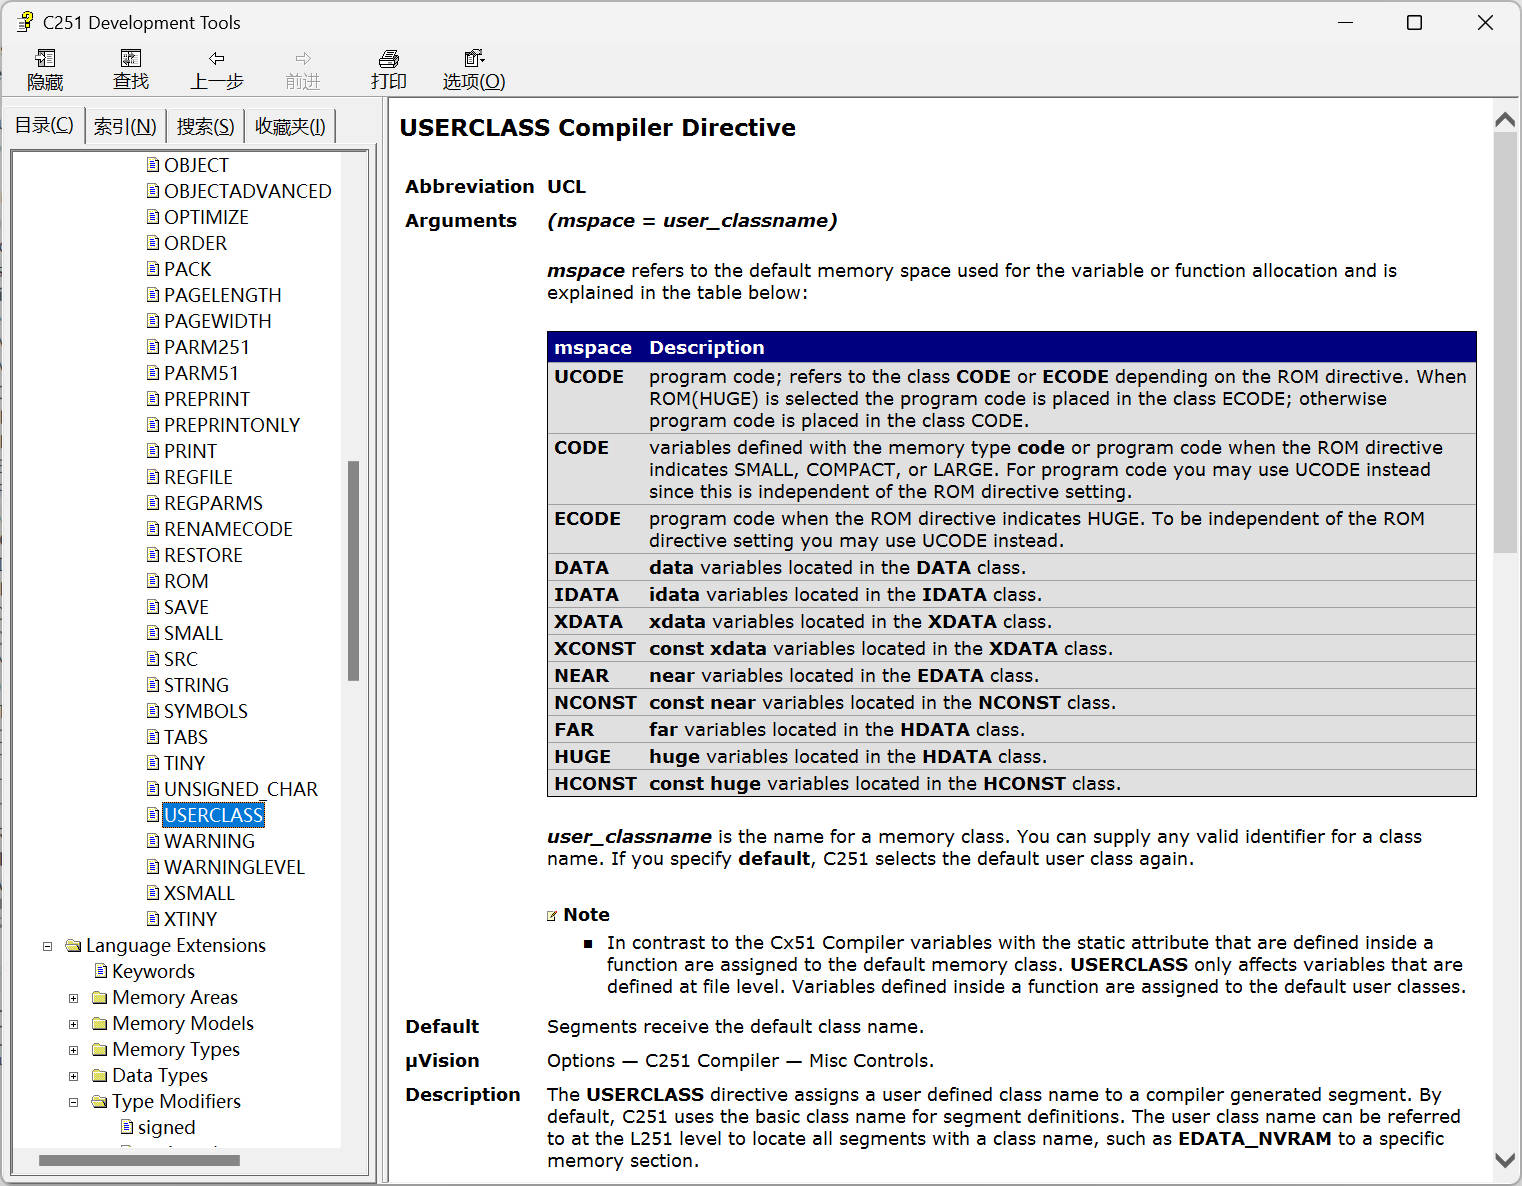 C251 Development Tools
隐藏
查找
上一步
前进
打印
选项(O)
目录(C)
索引(N)
搜索(S)
收藏夹(I)
OBJECT
OBJECTADVANCED
OPTIMIZE
ORDER
PACK
PAGELENGTH
PAGEWIDTH
PARM251
PARM51
PREPRINT
PREPRINTONLY
PRINT
REGFILE
REGPARMS
RENAMECODE
RESTORE
ROM
SAVE
SMALL
SRC
STRING
SYMBOLS
TABS
TINY
UNSIGNED_CHAR
USERCLASS
WARNING
WARNINGLEVEL
XSMALL
XTINY
Language Extensions
Keywords
Memory Areas
Memory Models
Memory Types
Data Types
Type Modifiers
signed
USERCLASS Compiler Directive
Abbreviation UCL
Arguments (mspace = user_classname)
mspace refers to the default memory space used for the variable or function allocation and is
explained in the table below:
mspace Description
UCODE program code; refers to the class CODE or ECODE depending on the ROM directive. When
ROM(HUGE) is selected the program code is placed in the class ECODE; otherwise
program code is placed in the class CODE.
CODE variables defined with the memory type code or program code when the ROM directive
indicates SMALL, COMPACT, or LARGE. For program code you may use UCODE instead
since this is independent of the ROM directive setting.
ECODE program code when the ROM directive indicates HUGE. To be independent of the ROM
directive setting you may use UCODE instead.
DATA data variables located in the DATA class.
IDATA idata variables located in the IDATA class.
XDATA xdata variables located in the XDATA class.
XCONST const xdata variables located in the XDATA class.
NEAR near variables located in the EDATA class.
NCONST const near variables located in the NCONST class.
FAR far variables located in the HDATA class.
HUGE huge variables located in the HDATA class.
HCONST const huge variables located in the HCONST class.
user_classname is the name for a memory class. You can supply any valid identifier for a class
name. If you specify default, C251 selects the default user class again.
Note
■ In contrast to the Cx51 Compiler variables with the static attribute that are defined inside a
function are assigned to the default memory class. USERCLASS only affects variables that are
defined at file level. Variables defined inside a function are assigned to the default user classes.
Default Segments receive the default class name.
µVision Options — C251 Compiler — Misc Controls.
Description The USERCLASS directive assigns a user defined class name to a compiler generated segment. By
default, C251 uses the basic class name for segment definitions. The user class name can be referred
to at the L251 level to locate all segments with a class name, such as EDATA_NVRAM to a specific
memory section.